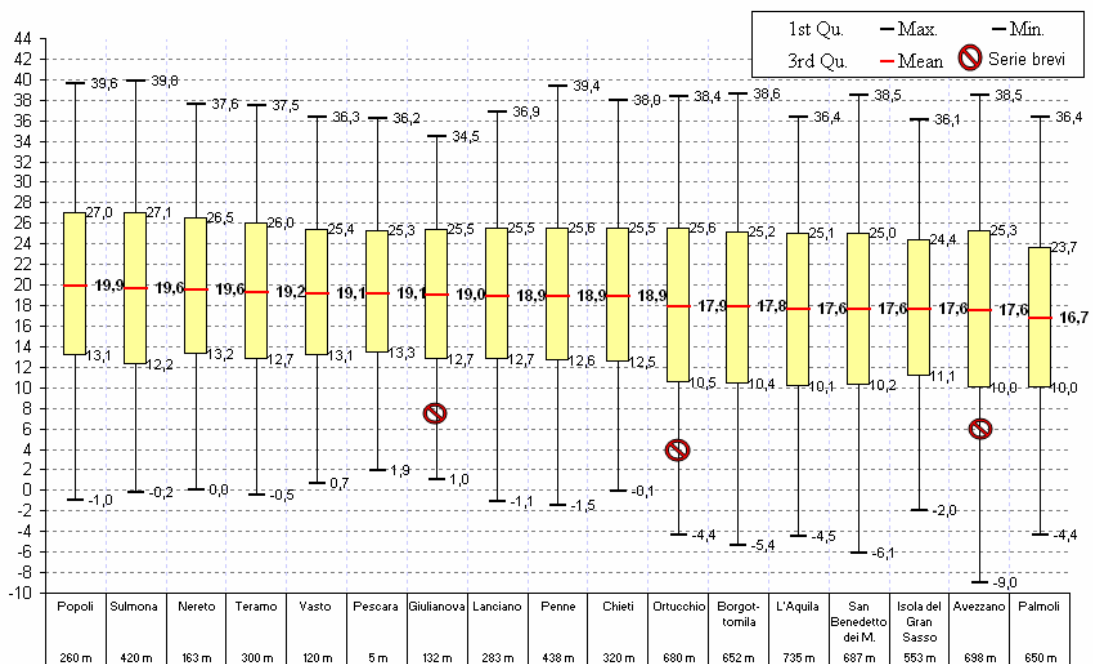 1st Qu. Max. Min.
3rd Qu. Mean Serie brevi
44
42
40
38
36
34
32
30
28
26
24
22
20
18
16
14
12
10
8
6
4
2
0
-2
-4
-6
-8
-10
39,6 39,8 37,6 37,5 36,3 36,2 34,5 36,9 39,4 38,0 38,4 38,6 36,4 38,5 36,1 38,5 36,4
27,0 27,1 26,5 26,0 25,4 25,3 25,5 25,5 25,6 25,5 25,6 25,2 25,1 25,0 24,4 25,3 23,7
19,9 19,6 19,6 19,2 19,1 19,1 19,0 18,9 18,9 18,9 17,9 17,8 17,6 17,6 17,6 17,6 16,7
13,1 12,2 13,2 12,7 13,1 13,3 12,7 12,7 12,6 12,5 10,5 10,4 10,1 10,2 11,1 10,0 10,0
-1,0 -0,2 0,0 -0,5 0,7 1,9 1,0 -1,1 -1,5 -0,1 -4,4 -5,4 -4,5 -6,1 -2,0 -9,0 -4,4
Popoli Sulmona Nereto Teramo Vasto Pescara Giulianova Lanciano Penne Chieti Ortucchio Borgot- L'Aquila San Isola del Avezzano Palmoli
tomila Benedetto Gran
dei M. Sasso
260 m 420 m 163 m 300 m 120 m 5 m 132 m 283 m 438 m 320 m 680 m 652 m 735 m 687 m 553 m 698 m 650 m